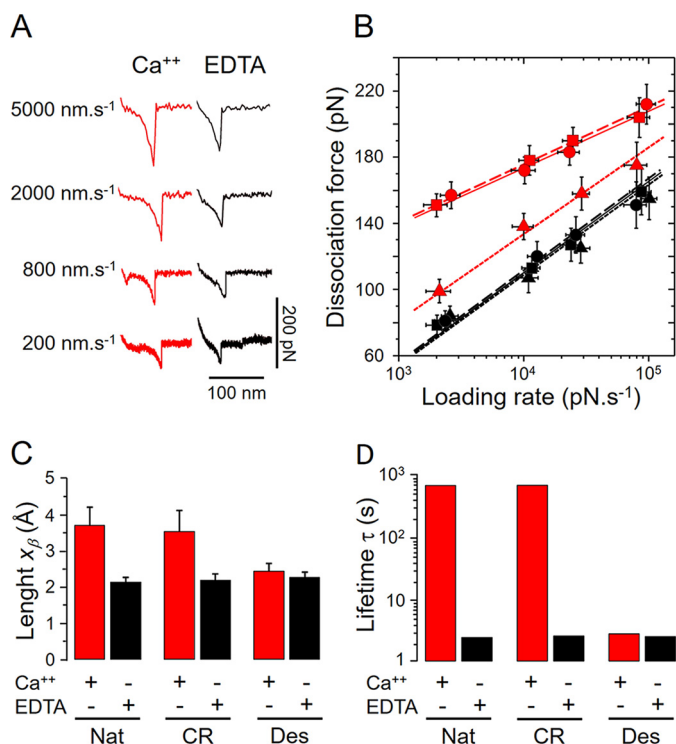 A
Ca++ EDTA
5000 nm.s-1
2000 nm.s-1
800 nm.s-1
200 nm.s-1
200 pN
100 nm
B
Dissociation force (pN)
220
180
140
100
60
10³ 10⁴ 10⁵
Loading rate (pN.s-1)
C
Lenght xβ (Å)
5
4
3
2
1
0
Ca++ + - + - + -
EDTA - + - + - +
Nat CR Des
D
Lifetime τ (s)
10³
10²
10
5
1
Ca++ + - + - + -
EDTA - + - + - +
Nat CR Des